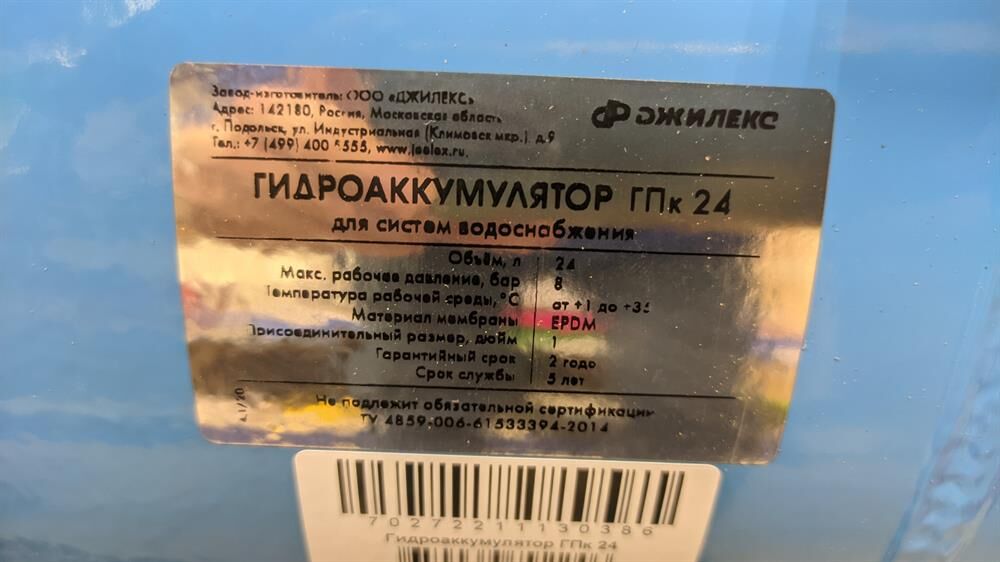 Завод-изготовитель: ООО «ДЖИЛЕКС»
Адрес: 142180, Россия, Московская область
г. Подольск, ул. Индустриальная (Климовск мкр.), д.9
Тел.: +7 (499) 400 555, www.jeelex.ru.
ДЖИЛЕКС
ГИДРОАККУМУЛЯТОР ГПк 24
для систем водоснабжения
Объём, л 24
Макс. рабочее давление, бар 8
Температура рабочей среды, °С от +1 до +35
Материал мембраны EPDM
Присоединительный размер, дюйм 1
Гарантийный срок 2 года
Срок службы 5 лет
Не подлежит обязательной сертификации
ТУ 4859-006-61533394-2014
7027221130386
Гидроаккумулятор ГПк 24